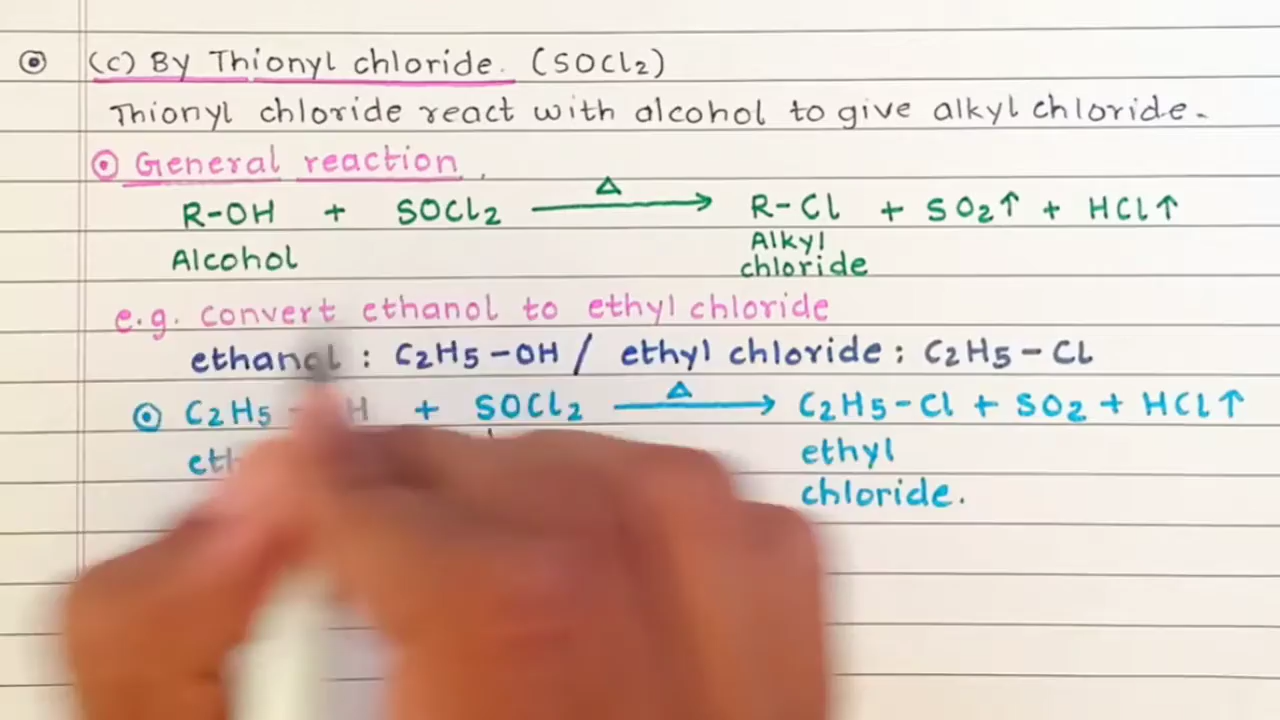 (c) By Thionyl chloride. (SOCl2)
Thionyl chloride react with alcohol to give alkyl chloride.
General reaction
R-OH + SOCl2 Δ→ R-Cl + SO2↑ + HCl↑
Alcohol Alkyl
chloride
e.g. convert ethanol to ethyl chloride
ethanol : C2H5-OH / ethyl chloride : C2H5-Cl
C2H5 - H + SOCl2 Δ→ C2H5-Cl + SO2 + HCl↑
ethyl
chloride.